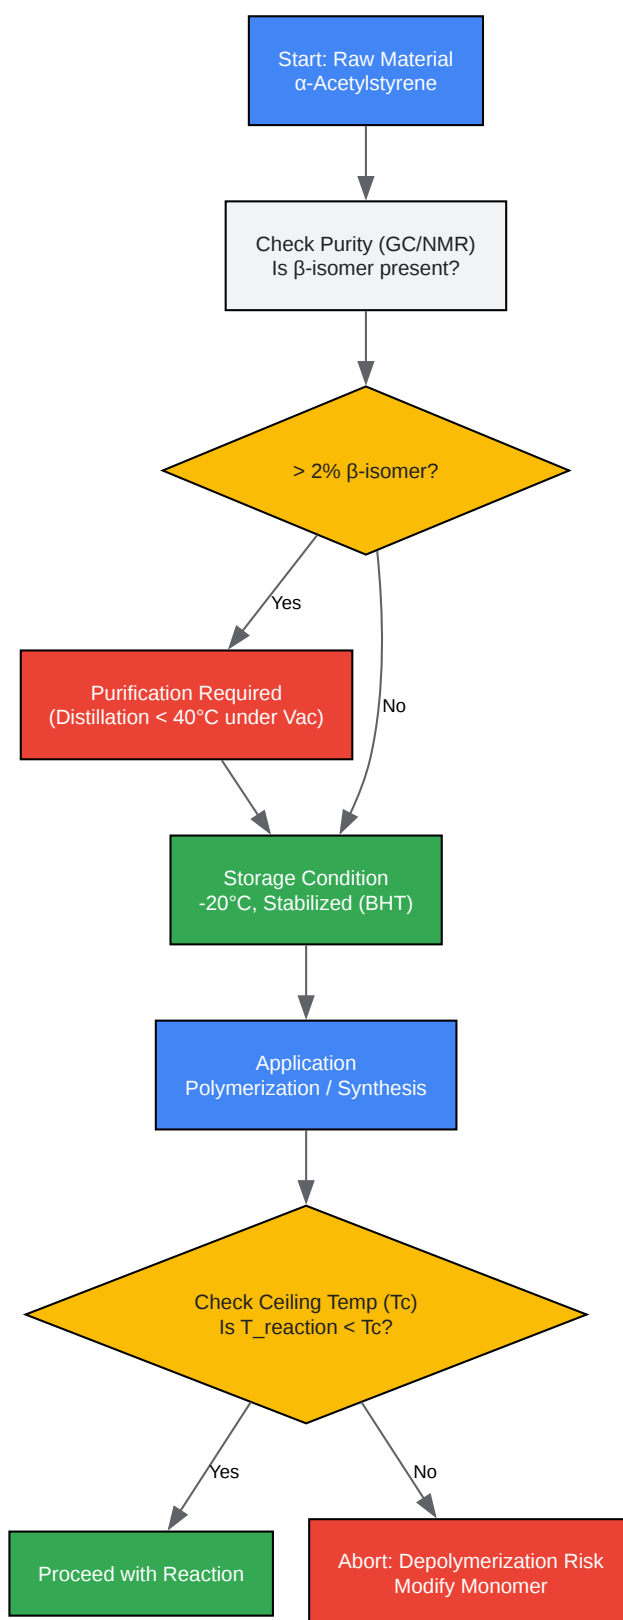 Start: Raw Material
α-Acetylstyrene
Check Purity (GC/NMR)
Is β-isomer present?
> 2% β-isomer?
Yes
No
Purification Required
(Distillation < 40°C under Vac)
Storage Condition
-20°C, Stabilized (BHT)
Application
Polymerization / Synthesis
Check Ceiling Temp (Tc)
Is T_reaction < Tc?
Yes
No
Proceed with Reaction
Abort: Depolymerization Risk
Modify Monomer